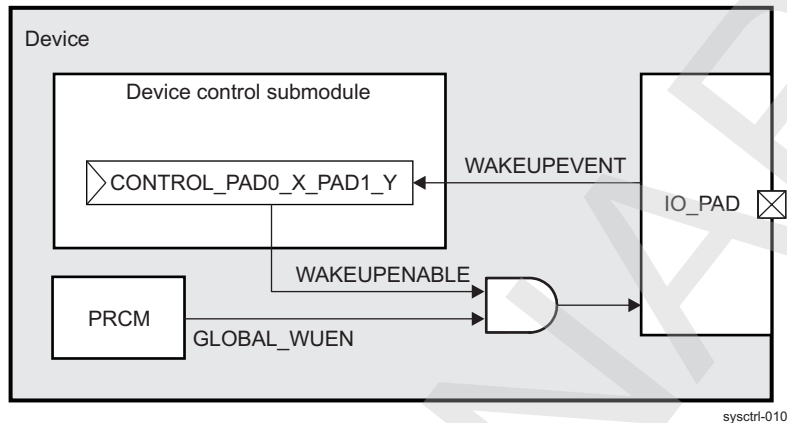 Device
Device control submodule
CONTROL_PAD0_X_PAD1_Y
WAKEUPEVENT
IO_PAD
WAKEUPENABLE
PRCM
GLOBAL_WUEN
sysctrl-010